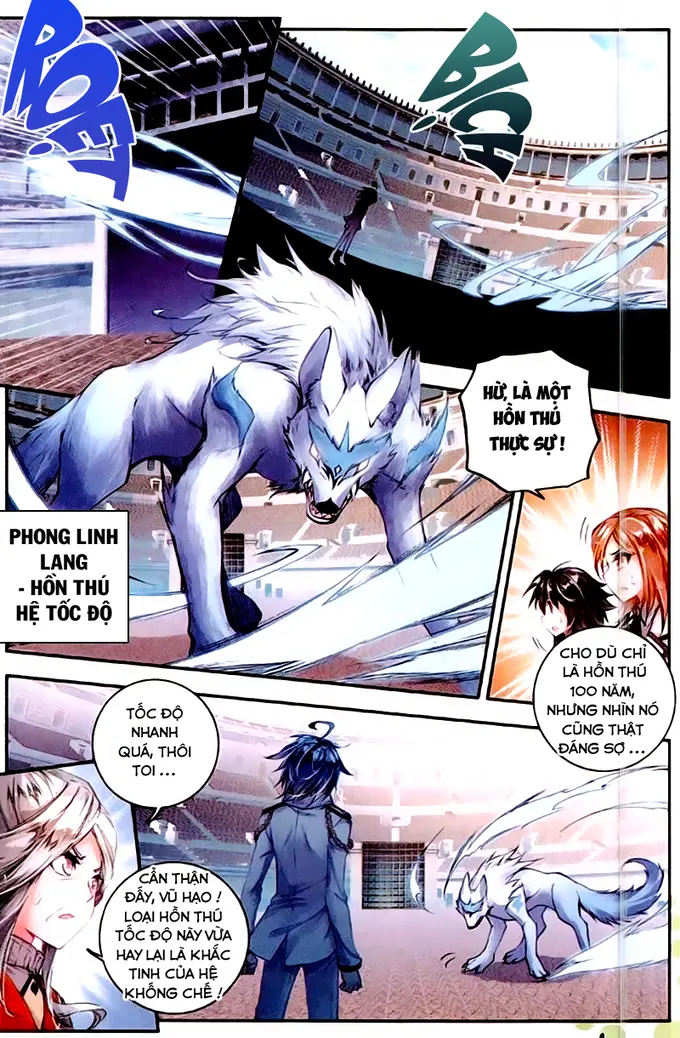 ROẸT
BỊCH
HỪ, LÀ MỘT
HỒN THÚ
THỰC SỰ!
PHONG LINH
LANG
- HỒN THÚ
HỆ TỐC ĐỘ
CHO DÙ CHỈ
LÀ HỒN THÚ
100 NĂM,
NHƯNG NHÌN NÓ
CŨNG THẬT
ĐÁNG SỢ...
TỐC ĐỘ
NHANH
QUÁ, THÔI
TOI...
CẨN THẬN
ĐẤY, VŨ HẠO!
LOẠI HỒN THÚ
TỐC ĐỘ NÀY VỪA
HAY LẠI LÀ KHẮC
TINH CỦA HỆ
KHỐNG CHẾ!